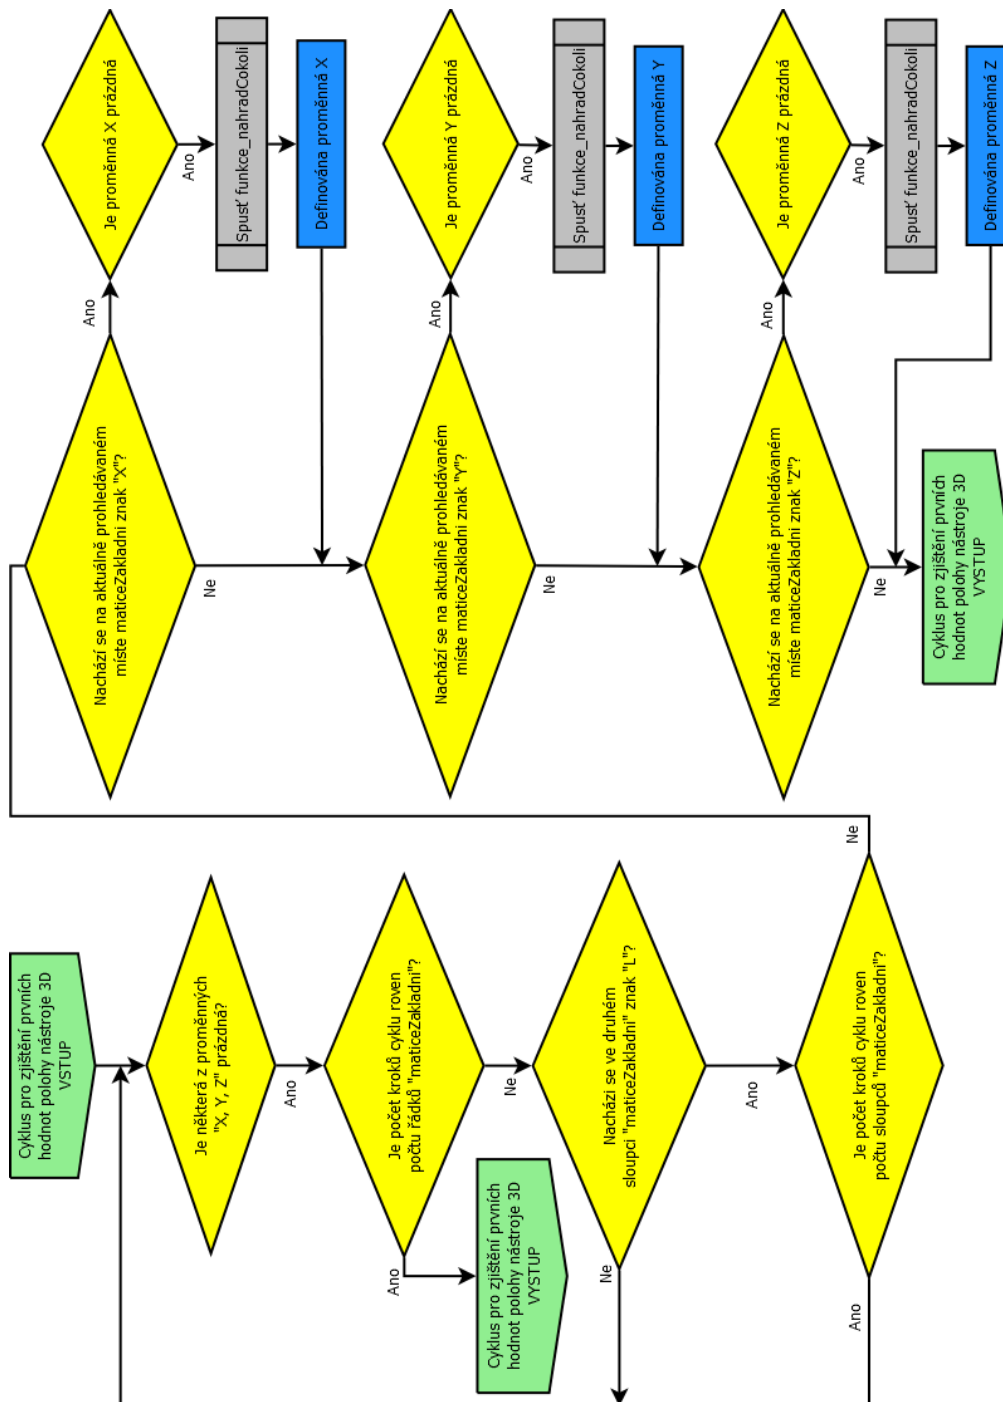 Cyklus pro zjištění prvních
hodnot polohy nástroje 3D
VSTUP
Je některá z proměnných
"X, Y, Z" prázdná?
Ano
Je počet kroků cyklu roven
počtu řádků "maticeZakladni"?
Ano
Cyklus pro zjištění prvních
hodnot polohy nástroje 3D
VYSTUP
Ne
Nachází se ve druhém
sloupci "maticeZakladni" znak "L"?
Ne
Ano
Je počet kroků cyklu roven
počtu sloupců "maticeZakladni"?
Ano
Ne
Nachází se na aktuálně prohledávaném
míste maticeZakladni znak "X"?
Ano
Je proměnná X prázdná
Ano
Spusť funkce_nahradCokoli
Definována proměnná X
Ne
Nachází se na aktuálně prohledávaném
míste maticeZakladni znak "Y"?
Ano
Je proměnná Y prázdná
Ano
Spusť funkce_nahradCokoli
Definována proměnná Y
Ne
Nachází se na aktuálně prohledávaném
míste maticeZakladni znak "Z"?
Ano
Je proměnná Z prázdná
Ano
Spusť funkce_nahradCokoli
Definována proměnná Z
Ne
Cyklus pro zjištění prvních
hodnot polohy nástroje 3D
VYSTUP